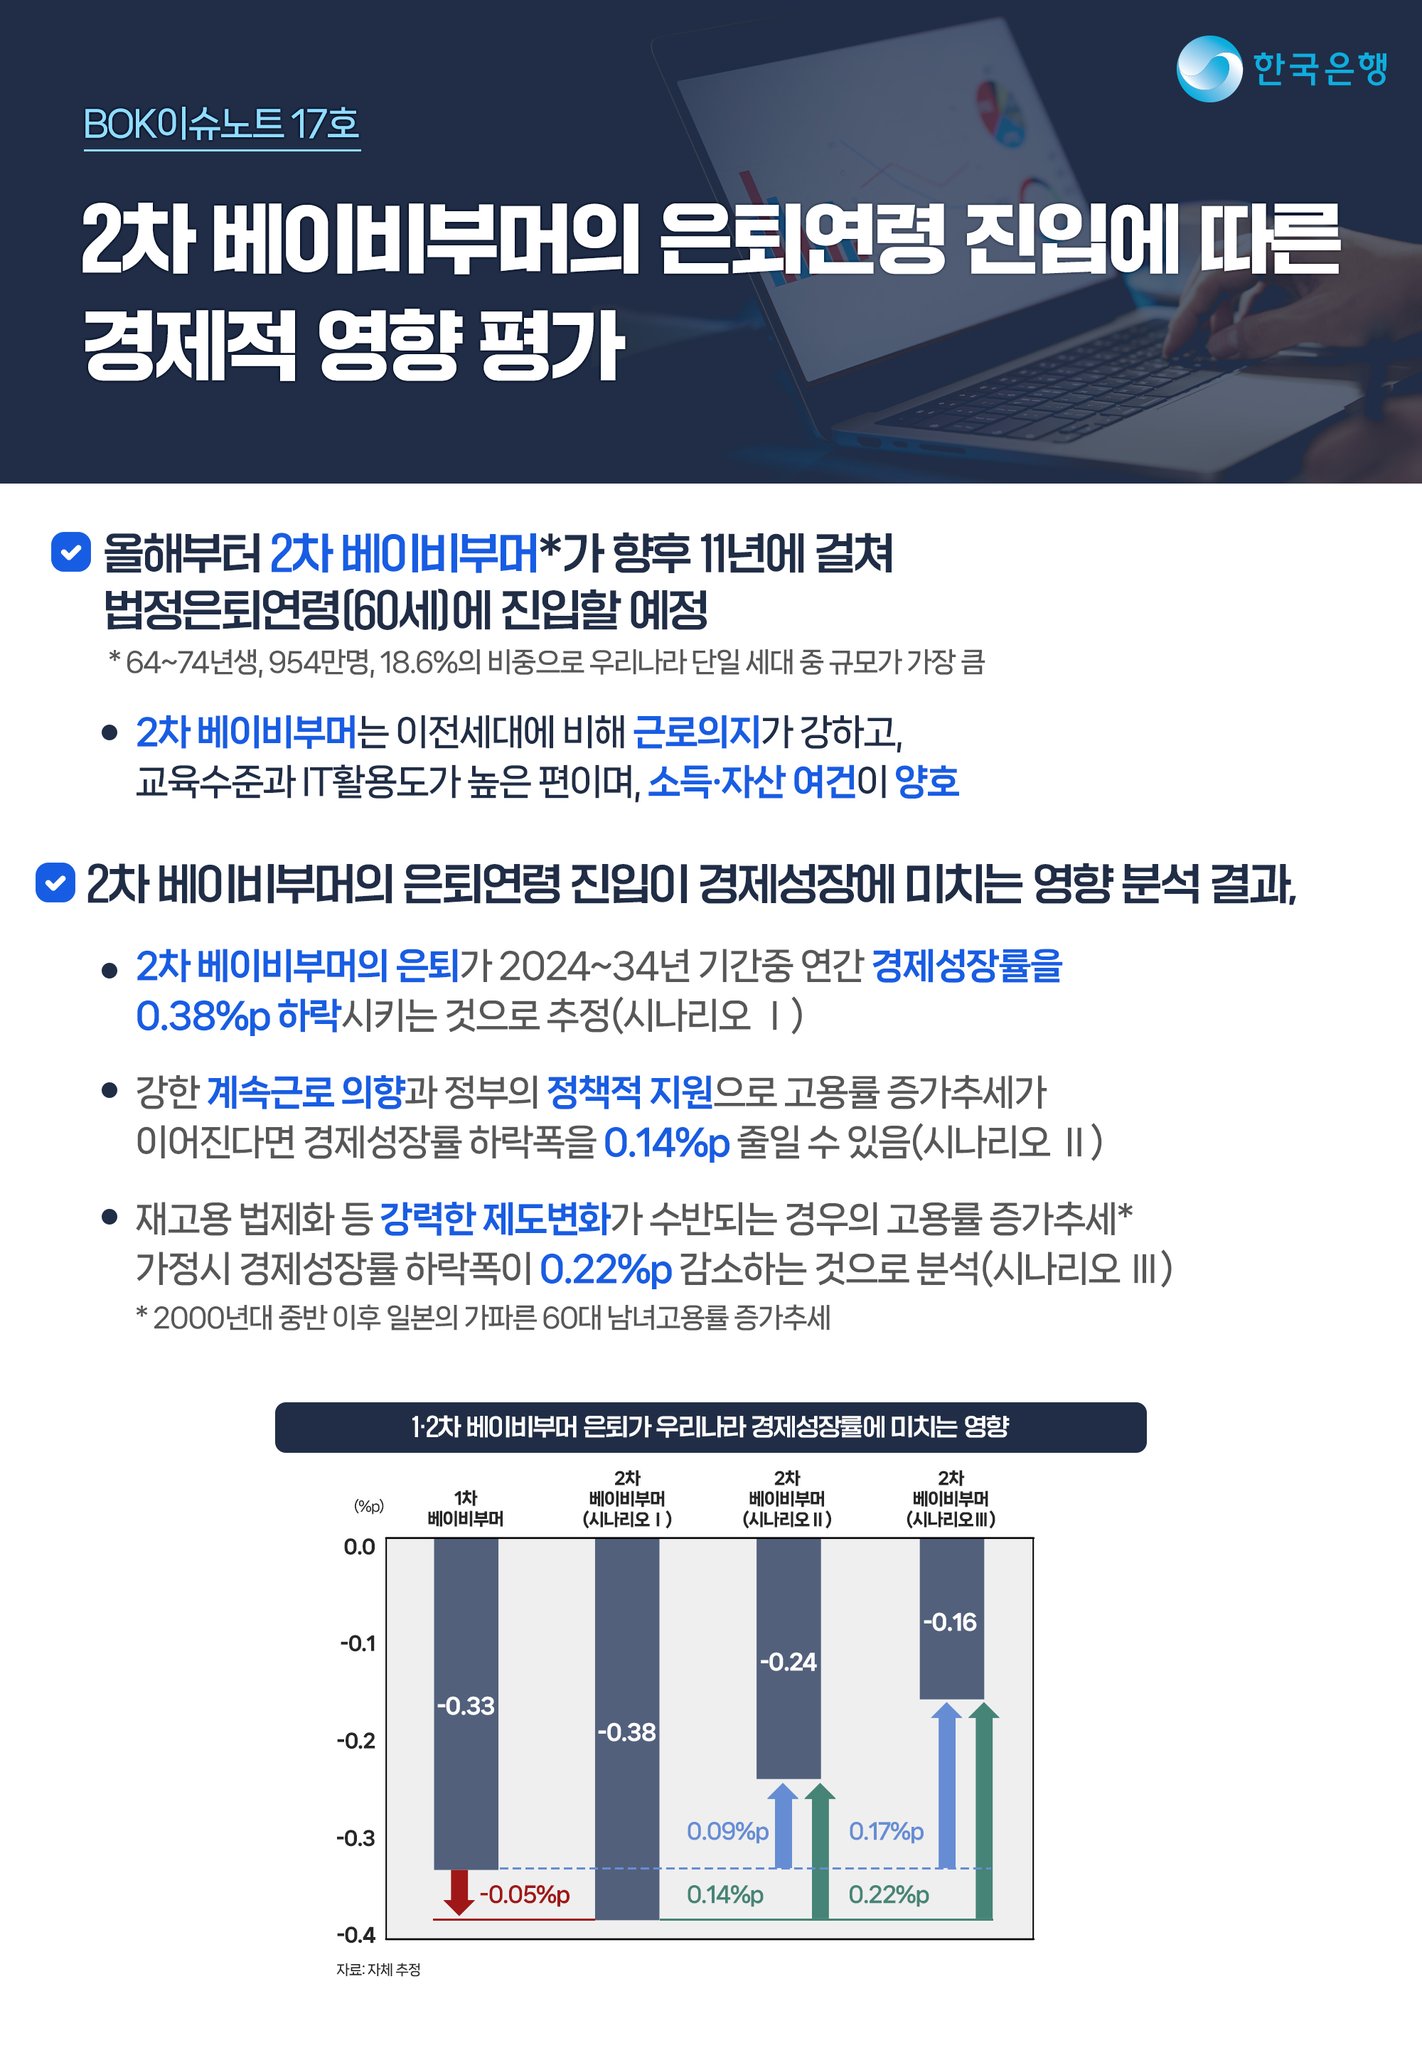 한국은행
BOK이슈노트 17호
2차 베이비부머의 은퇴연령 진입에 따른
경제적 영향 평가
올해부터 2차 베이비부머*가 향후 11년에 걸쳐
법정은퇴연령(60세)에 진입할 예정
* 64~74년생, 954만명, 18.6%의 비중으로 우리나라 단일 세대 중 규모가 가장 큼
• 2차 베이비부머는 이전세대에 비해 근로의지가 강하고,
교육수준과 IT활용도가 높은 편이며, 소득·자산 여건이 양호
2차 베이비부머의 은퇴연령 진입이 경제성장에 미치는 영향 분석 결과,
• 2차 베이비부머의 은퇴가 2024~34년 기간중 연간 경제성장률을
0.38%p 하락시키는 것으로 추정(시나리오 Ⅰ)
• 강한 계속근로 의향과 정부의 정책적 지원으로 고용률 증가추세가
이어진다면 경제성장률 하락폭을 0.14%p 줄일 수 있음(시나리오 Ⅱ)
• 재고용 법제화 등 강력한 제도변화가 수반되는 경우의 고용률 증가추세*
가정시 경제성장률 하락폭이 0.22%p 감소하는 것으로 분석(시나리오 Ⅲ)
* 2000년대 중반 이후 일본의 가파른 60대 남녀고용률 증가추세
1·2차 베이비부머 은퇴가 우리나라 경제성장률에 미치는 영향
(%p)
1차
베이비부머
2차
베이비부머
(시나리오Ⅰ)
2차
베이비부머
(시나리오Ⅱ)
2차
베이비부머
(시나리오Ⅲ)
0.0
-0.1
-0.2
-0.3
-0.4
-0.33
-0.38
-0.24
-0.16
0.09%p
0.17%p
-0.05%p
0.14%p
0.22%p
자료: 자체 추정